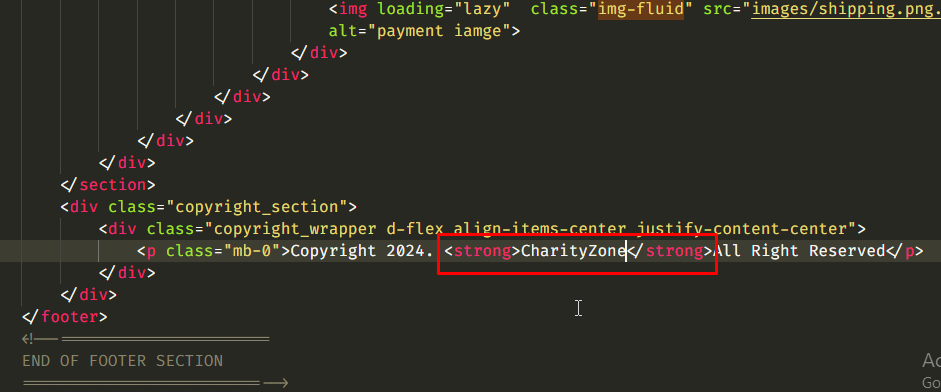 <img loading="lazy"  class="img-fluid" src="images/shipping.png.
alt="payment iamge">
</div>
</div>
</div>
</div>
</div>
</div>
</section>
<div class="copyright_section">
<div class="copyright_wrapper d-flex align-items-center justify-content-center">
<p class="mb-0">Copyright 2024. <strong>CharityZone</strong>All Right Reserved</p>
</div>
</div>
</footer>
<!-- ========================
END OF FOOTER SECTION
========================== -->